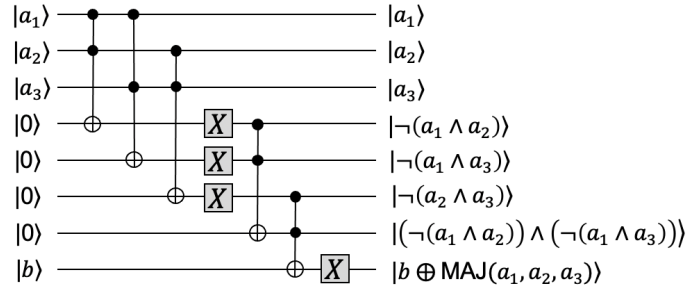 |a₁⟩ |a₁⟩
|a₂⟩ |a₂⟩
|a₃⟩ |a₃⟩
|0⟩ X |¬(a₁ ∧ a₂)⟩
|0⟩ X |¬(a₁ ∧ a₃)⟩
|0⟩ X |¬(a₂ ∧ a₃)⟩
|0⟩ |(¬(a₁ ∧ a₂)) ∧ (¬(a₁ ∧ a₃))⟩
|b⟩ X |b ⊕ MAJ(a₁, a₂, a₃)⟩